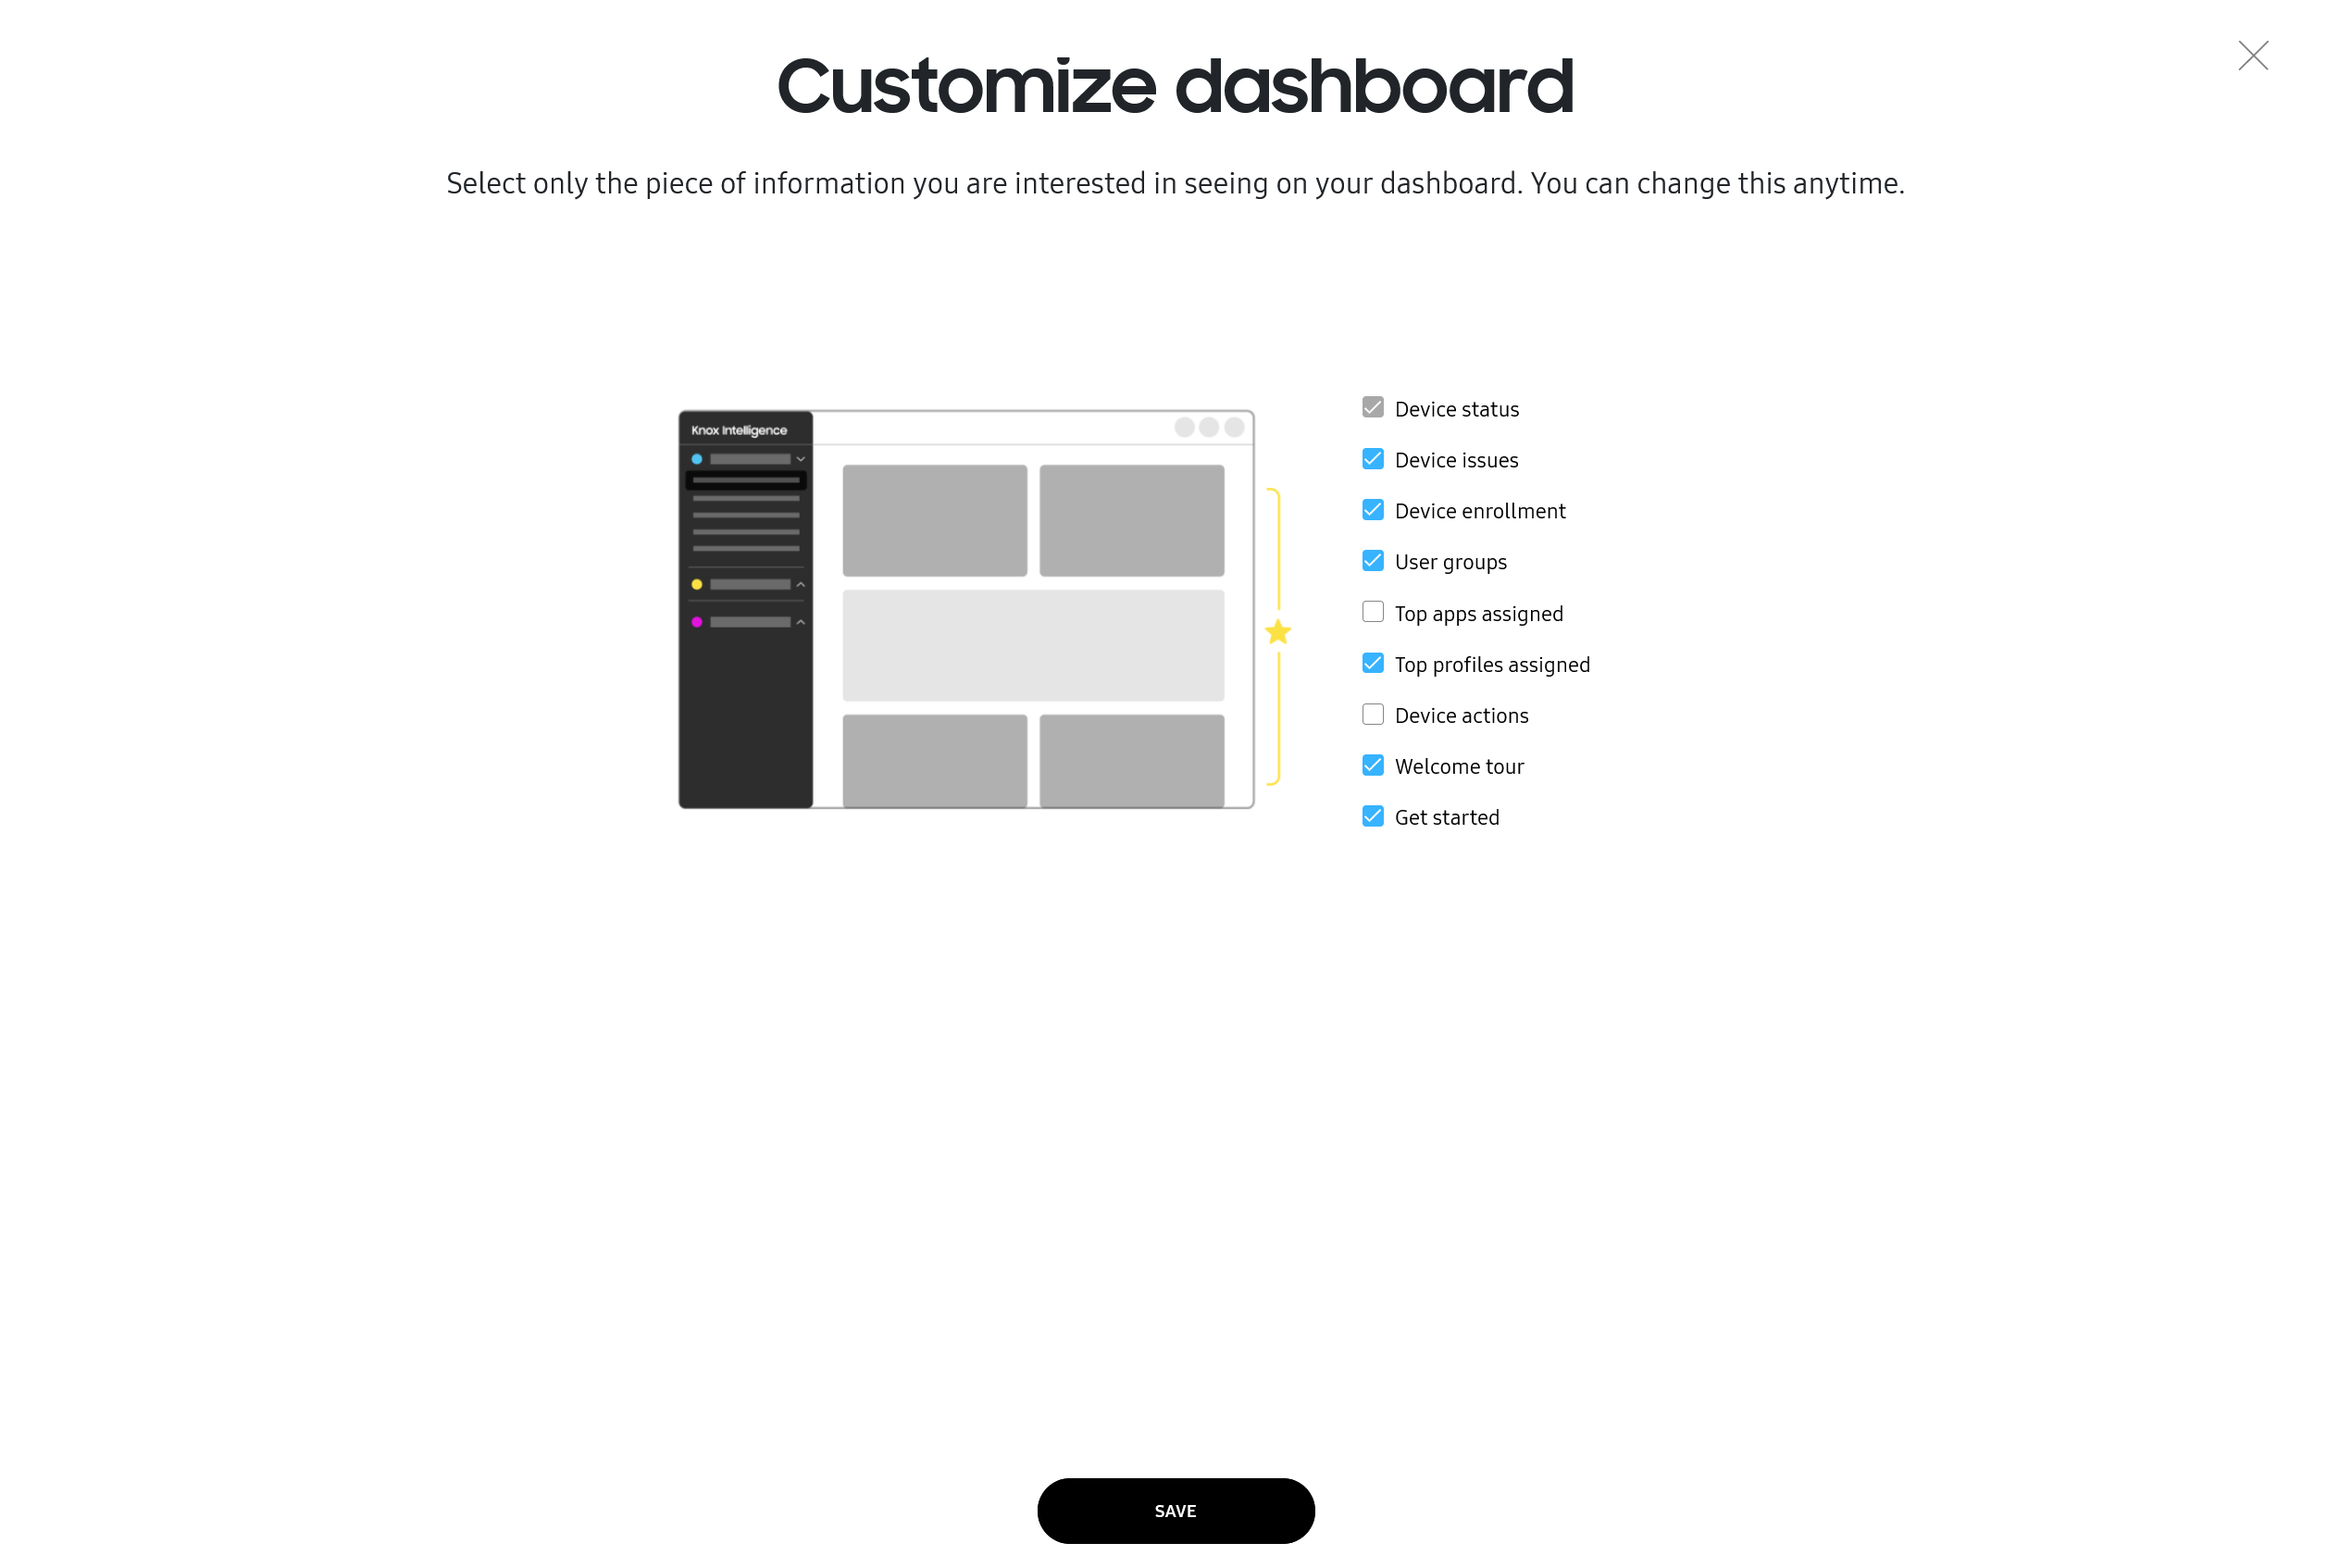 Customize dashboard
Select only the piece of information you are interested in seeing on your dashboard. You can change this anytime.
Knox Intelligence
Device status
Device issues
Device enrollment
User groups
Top apps assigned
Top profiles assigned
Device actions
Welcome tour
Get started
SAVE